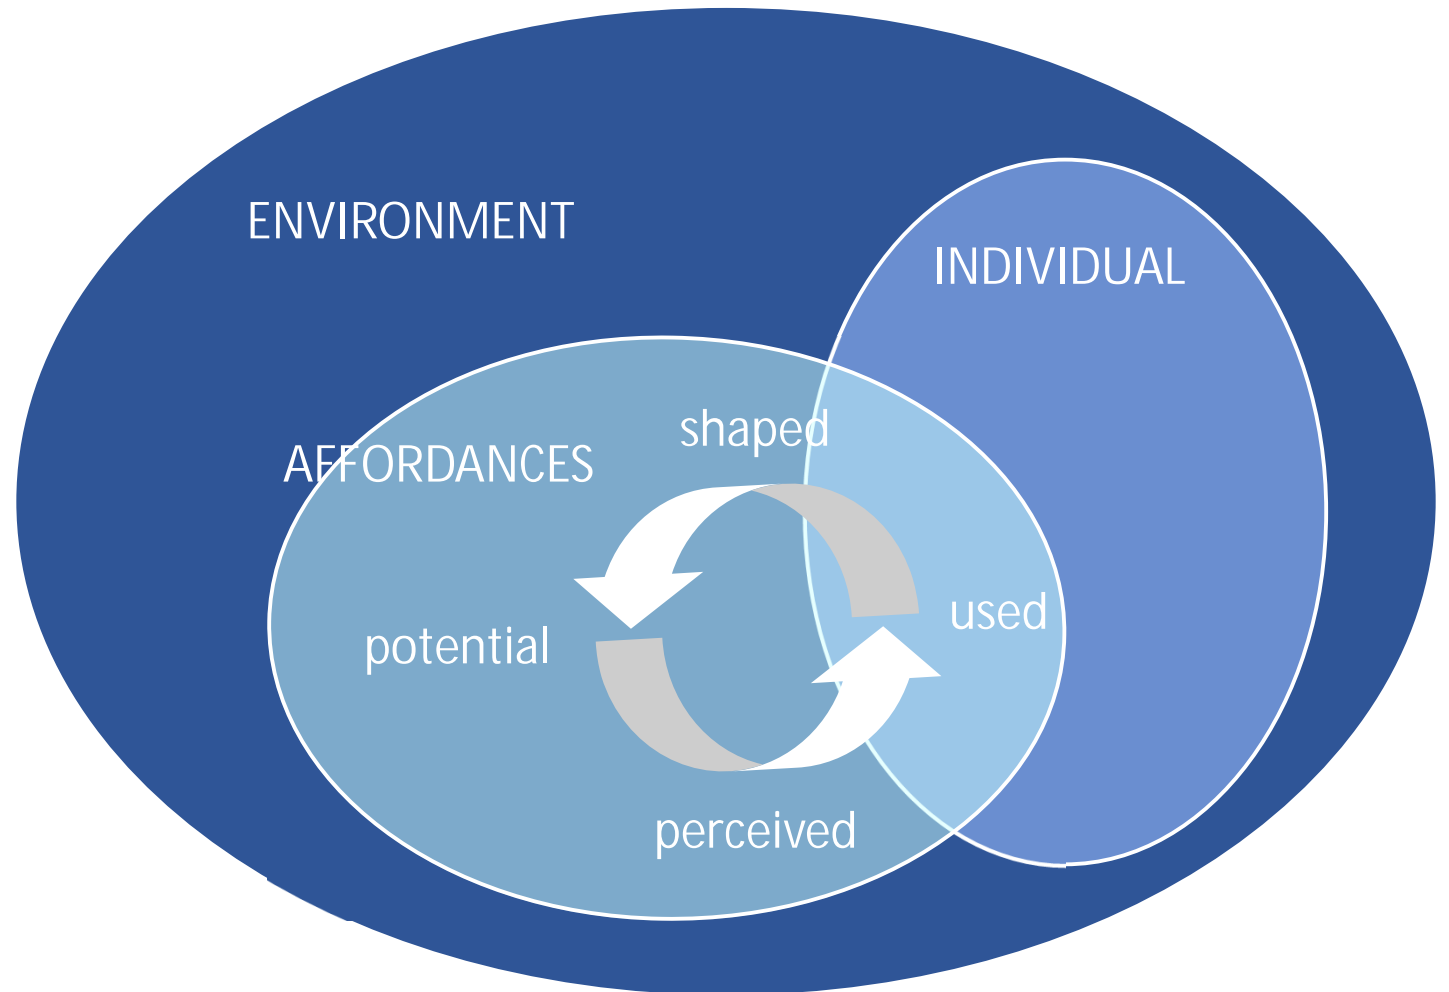 ENVIRONMENT
INDIVIDUAL
AFFORDANCES
shaped
used
potential
perceived